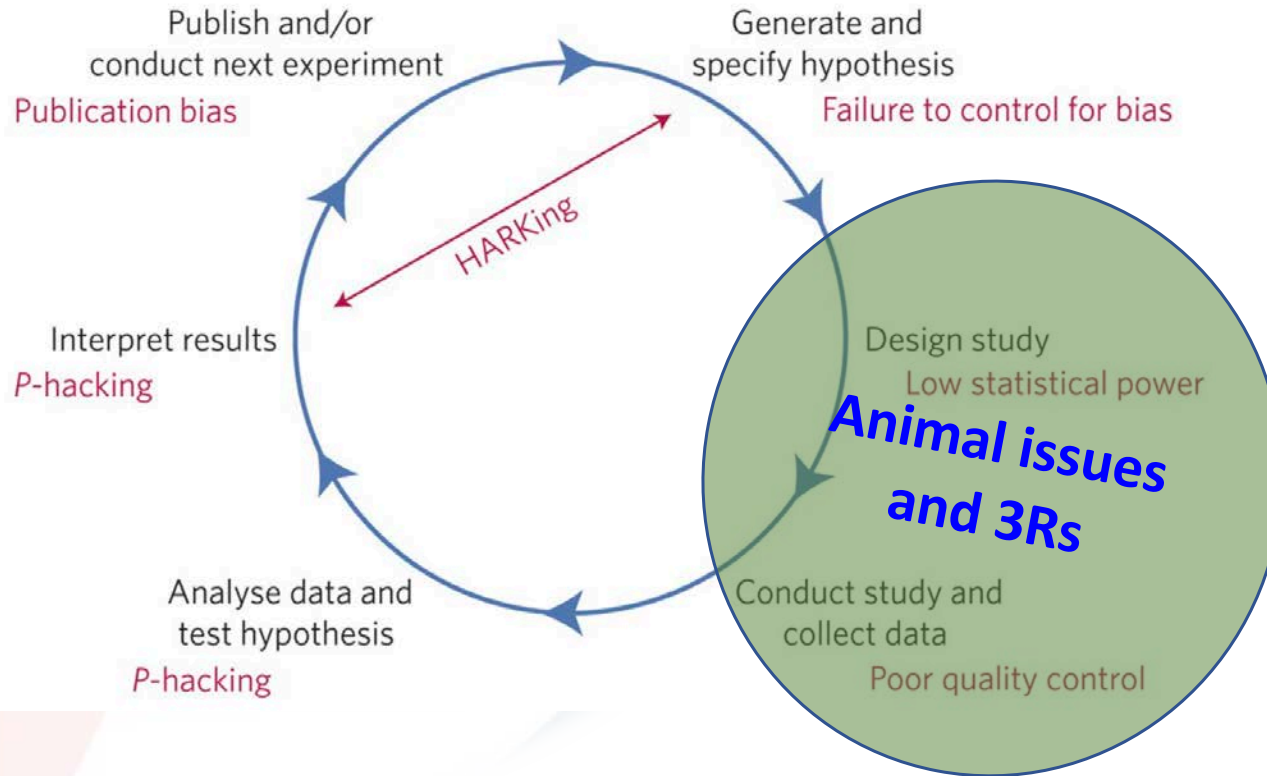 Publish and/or
conduct next experiment
Publication bias
Generate and
specify hypothesis
Failure to control for bias
HARKing
Interpret results
P-hacking
Design study
Low statistical power
Animal issues
and 3Rs
Analyse data and
test hypothesis
P-hacking
Conduct study and
collect data
Poor quality control